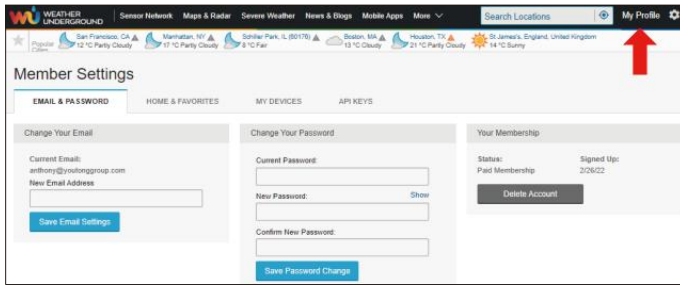 WEATHER UNDERGROUND Sensor Network Maps & Radar Severe Weather News & Blogs Mobile Apps More Search Locations My Profile
Popular Cities San Francisco, CA Manhattan, NY Schiller Park, IL (60176) Boston, MA Houston, TX St James's, England, United Kingdom
12 °C Partly Cloudy 17 °C Partly Cloudy 8 °C Fair 13 °C Cloudy 21 °C Partly Cloudy 14 °C Sunny
Member Settings
EMAIL & PASSWORD HOME & FAVORITES MY DEVICES API KEYS
Change Your Email Change Your Password Your Membership
Current Email: Current Password: Status: Signed Up:
anthony@youtonggroup.com Paid Membership 2/26/22
New Email Address
New Password: Show Delete Account
Save Email Settings
Confirm New Password:
Save Password Change